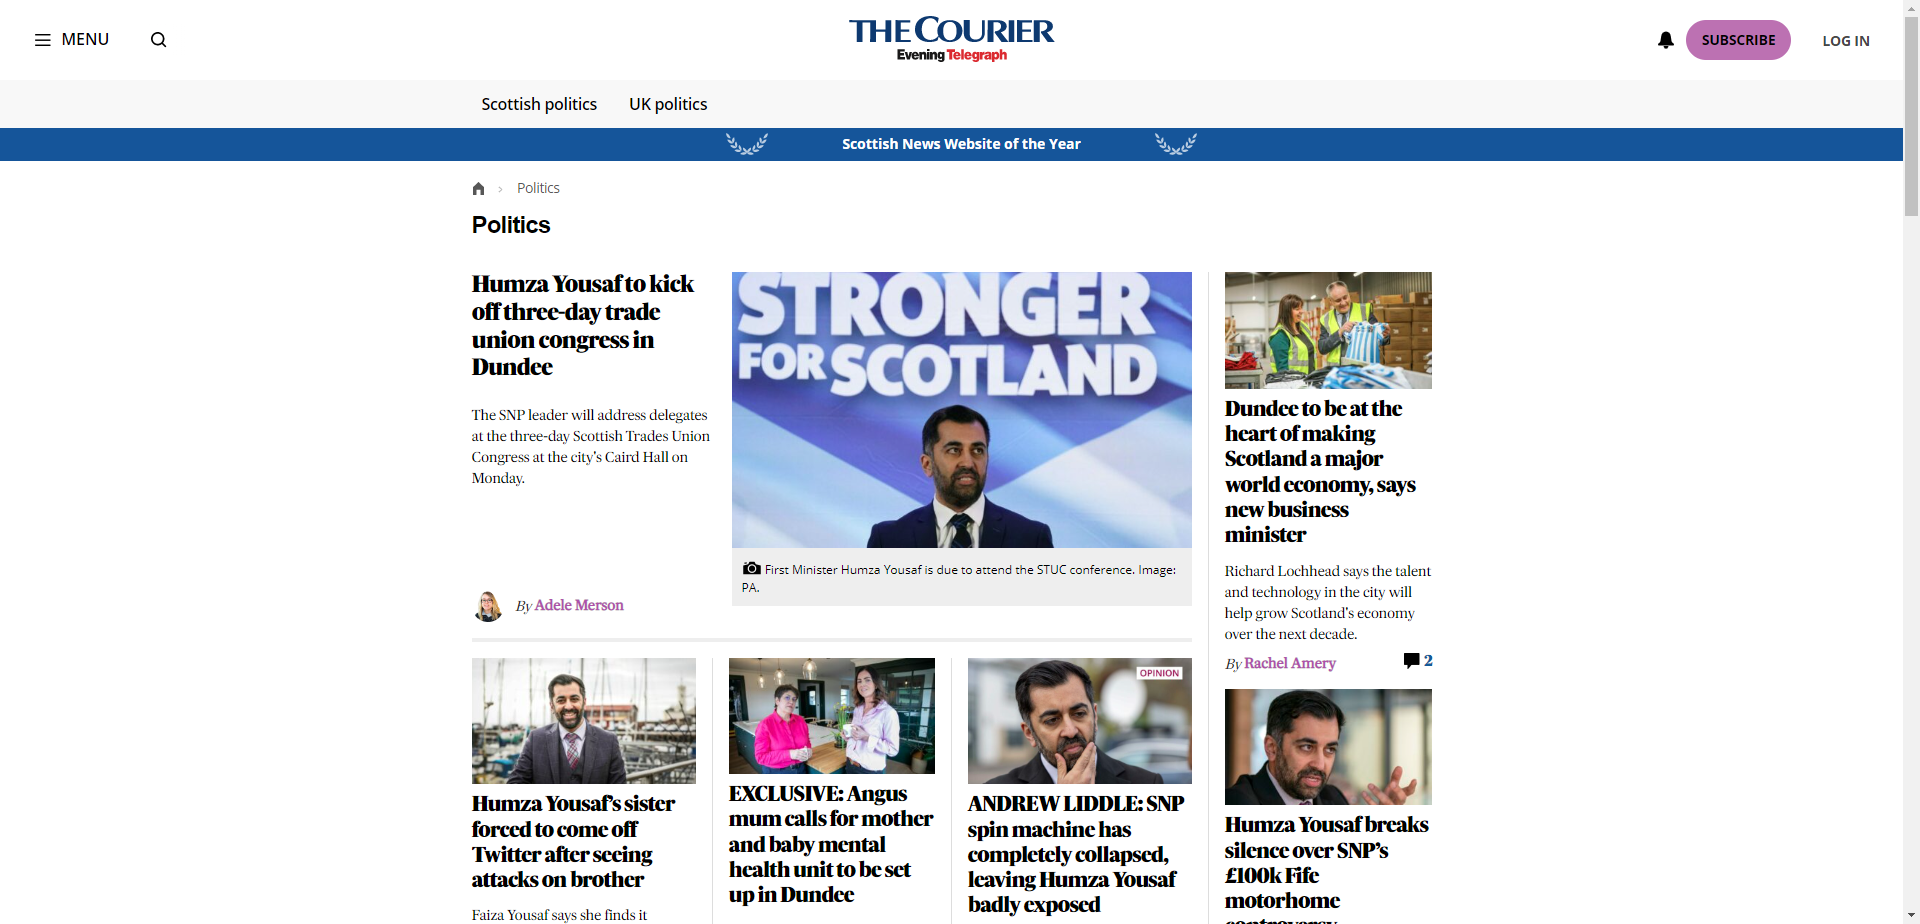 MENU
THE COURIER
Evening Telegraph
SUBSCRIBE
LOG IN
Scottish politics
UK politics
Scottish News Website of the Year
Politics
Politics
Humza Yousaf to kick
off three-day trade
union congress in
Dundee
The SNP leader will address delegates
at the three-day Scottish Trades Union
Congress at the city's Caird Hall on
Monday.
By Adele Merson
STRONGER
FOR SCOTLAND
First Minister Humza Yousaf is due to attend the STUC conference. Image:
PA.
Dundee to be at the
heart of making
Scotland a major
world economy, says
new business
minister
Richard Lochhead says the talent
and technology in the city will
help grow Scotland's economy
over the next decade.
By Rachel Amery
2
Humza Yousaf's sister
forced to come off
Twitter after seeing
attacks on brother
Faiza Yousaf says she finds it
EXCLUSIVE: Angus
mum calls for mother
and baby mental
health unit to be set
up in Dundee
OPINION
ANDREW LIDDLE: SNP
spin machine has
completely collapsed,
leaving Humza Yousaf
badly exposed
Humza Yousaf breaks
silence over SNP's
£100k Fife
motorhome
controversy